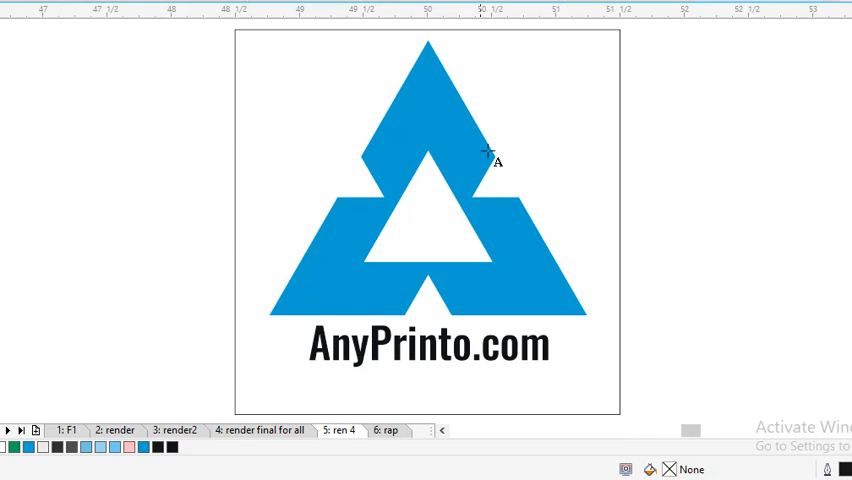 47 47 1/2 48 48 1/2 49 49 1/2 50 50 1/2 51 51 1/2 52 52 1/2 53
A
AnyPrinto.com
Activate Win
Go to Settings to
1: F1 2: render 3: render2 4: render final for all 5: ren 4 6: rap
None